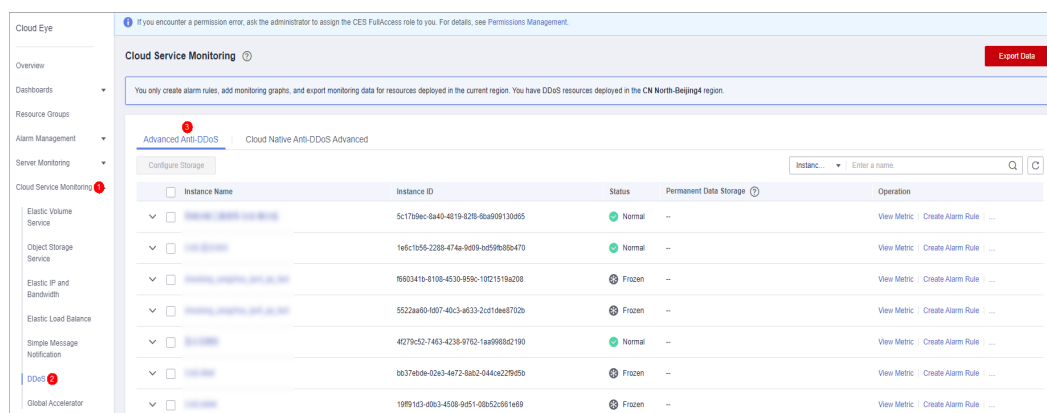 Cloud Eye
Overview
Dashboards
Resource Groups
Alarm Management
Server Monitoring
Cloud Service Monitoring 1
Elastic Volume
Service
Object Storage
Service
Elastic IP and
Bandwidth
Elastic Load Balance
Simple Message
Notification
DDoS 2
Global Accelerator
If you encounter a permission error, ask the administrator to assign the CES FullAccess role to you. For details, see Permissions Management.
Cloud Service Monitoring ?
Export Data
You only create alarm rules, add monitoring graphs, and export monitoring data for resources deployed in the current region. You have DDoS resources deployed in the CN North-Beijing4 region.
3
Advanced Anti-DDoS | Cloud Native Anti-DDoS Advanced
Configure Storage
Instanc... Enter a name.
Instance Name Instance ID Status Permanent Data Storage ? Operation
5c17b9ec-8a40-4819-82f8-6ba909130d65 Normal -- View Metric | Create Alarm Rule | ...
1e6c1b56-2288-474a-9d09-bd59fb86b470 Normal -- View Metric | Create Alarm Rule | ...
f660341b-8108-4530-959c-10f21519a208 Frozen -- View Metric | Create Alarm Rule | ...
5522aa60-fd07-40c3-a633-2cd1dee8702b Frozen -- View Metric | Create Alarm Rule | ...
4f279c52-7463-4238-9762-1aa9988d2190 Normal -- View Metric | Create Alarm Rule | ...
bb37ebde-02e3-4e72-8ab2-044ce22f9d5b Frozen -- View Metric | Create Alarm Rule | ...
19ff91d3-d0b3-4508-9d51-08b52c661e69 Frozen -- View Metric | Create Alarm Rule | ...